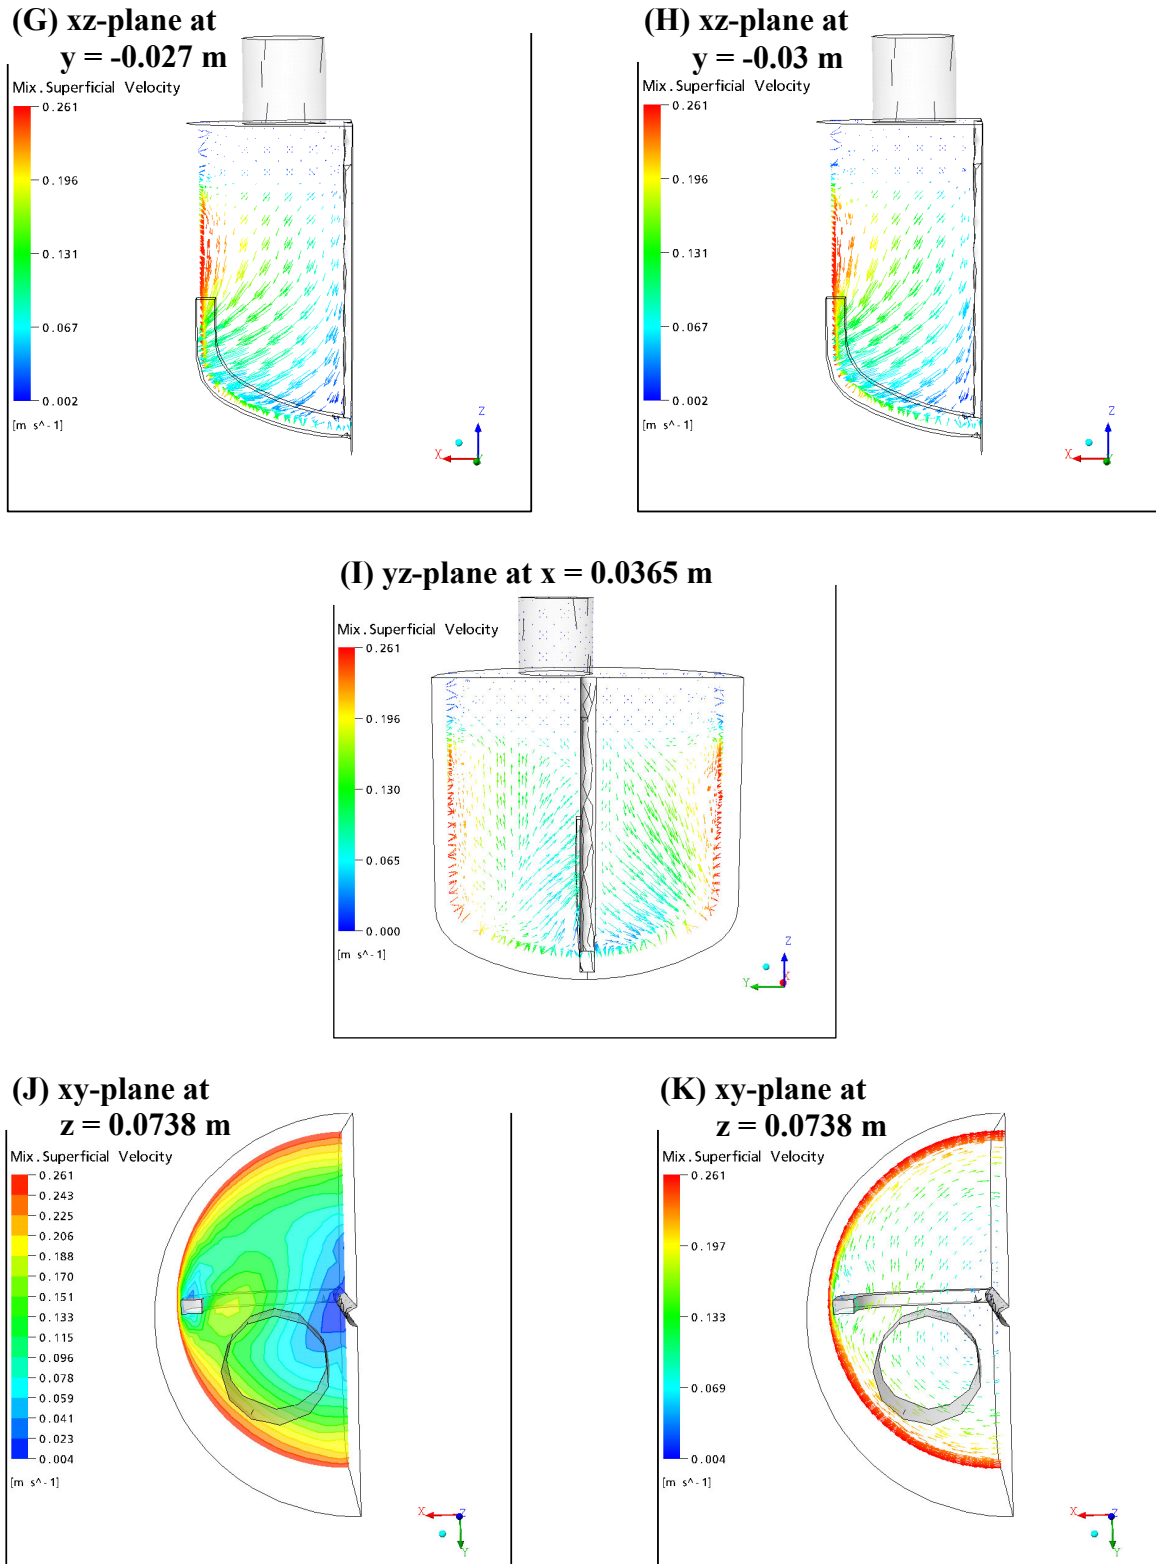 (G) xz-plane at
y = -0.027 m
Mix.Superficial Velocity
0.261
0.196
0.131
0.067
0.002
[m s^-1]
Z
X
Y
(H) xz-plane at
y = -0.03 m
Mix.Superficial Velocity
0.261
0.196
0.131
0.067
0.002
[m s^-1]
Z
X
Y
(I) yz-plane at x = 0.0365 m
Mix.Superficial Velocity
0.261
0.196
0.130
0.065
0.000
[m s^-1]
Z
Y
X
(J) xy-plane at
z = 0.0738 m
Mix.Superficial Velocity
0.261
0.243
0.225
0.206
0.188
0.170
0.151
0.133
0.115
0.096
0.078
0.059
0.041
0.023
0.004
[m s^-1]
X
Z
Y
(K) xy-plane at
z = 0.0738 m
Mix.Superficial Velocity
0.261
0.197
0.133
0.069
0.004
[m s^-1]
X
Z
Y